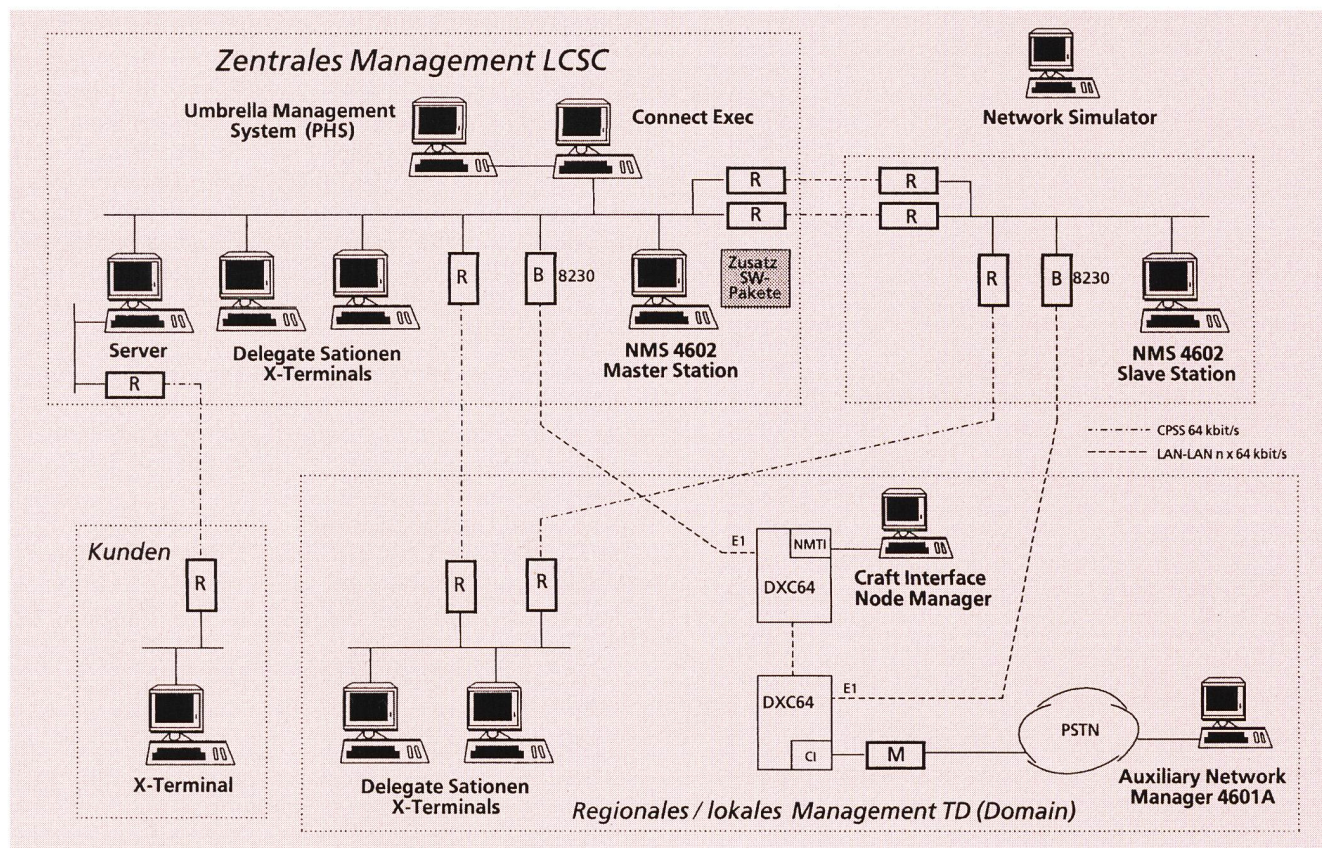 Zentrales Management LCSC
Umbrella Management
System (PHS)
Connect Exec
Network Simulator
R
R
R
R
R
B
8230
Zusatz
SW-
Pakete
R
B
8230
Server
Delegate Sationen
X-Terminals
NMS 4602
Master Station
NMS 4602
Slave Station
R
CPSS 64 kbit/s
LAN-LAN n x 64 kbit/s
Kunden
R
R
R
E1
NMTI
DXC64
Craft Interface
Node Manager
DXC64
E1
CI
M
PSTN
X-Terminal
Delegate Sationen
X-Terminals
Auxiliary Network
Manager 4601A
Regionales / lokales Management TD (Domain)